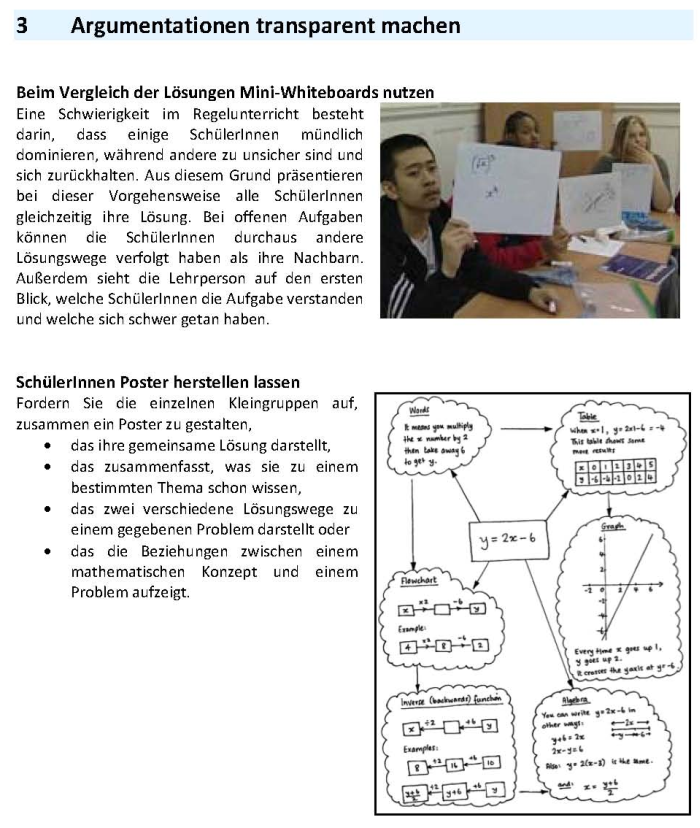 3 Argumentationen transparent machen
Beim Vergleich der Lösungen Mini-Whiteboards nutzen
Eine Schwierigkeit im Regelunterricht besteht
darin, dass einige SchülerInnen mündlich
dominieren, während andere zu unsicher sind und
sich zurückhalten. Aus diesem Grund präsentieren
bei dieser Vorgehensweise alle SchülerInnen
gleichzeitig ihre Lösung. Bei offenen Aufgaben
können die SchülerInnen durchaus andere
Lösungswege verfolgt haben als ihre Nachbarn.
Außerdem sieht die Lehrperson auf den ersten
Blick, welche SchülerInnen die Aufgabe verstanden
und welche sich schwer getan haben.
SchülerInnen Poster herstellen lassen
Fordern Sie die einzelnen Kleingruppen auf,
zusammen ein Poster zu gestalten,
• das ihre gemeinsame Lösung darstellt,
• das zusammenfasst, was sie zu einem
bestimmten Thema schon wissen,
• das zwei verschiedene Lösungswege zu
einem gegebenen Problem darstellt oder
• das die Beziehungen zwischen einem
mathematischen Konzept und einem
Problem aufzeigt.
Words
It means you multiply
the x number by 2
then take away 6
to get y.
Table
When x=1, y=2x1-6=-4
This table shows some
more results
x 0 1 2 3 4 5
y -6 -4 -2 0 2 4
y = 2x - 6
Graph
6
4
2
-2 0 2 4 6
-2
-4
-6
Every time x goes up 1,
y goes up 2.
It crosses the y axis at y=-6.
Flowchart
x ×2 -6 y
Example:
4 ×2 8 -6 2
Inverse (backwards) function
x ÷2 +6 y
Examples:
8 ÷2 16 +6 10
y+6/2 ÷2 y+6 +6 y
Algebra
You can write y=2x-6 in
other ways:
y+6=2x
2x-y=6
←2x→
←y→←6→
Also: y=2(x-3) is the same.
and: x = y+6/2